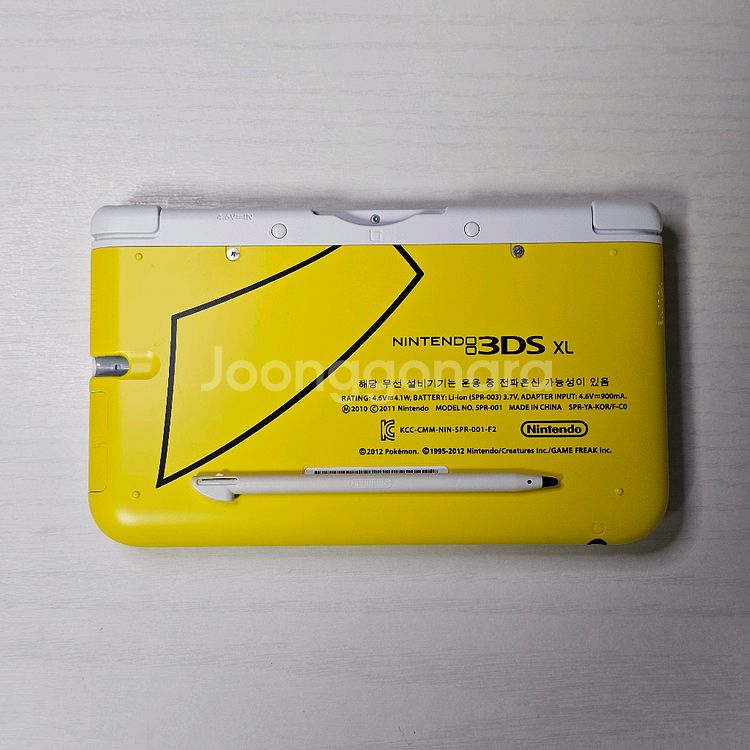 4.6V⎓IN
NINTENDO 3DS XL
Joonggonara
해당 무선 설비기기는 운용 중 전파혼신 가능성이 있음
RATING: 4.6V⎓4.1W, BATTERY: Li-ion (SPR-003) 3.7V, ADAPTER INPUT: 4.6V⎓900mA.
Ⓜ2010 Ⓒ2011 Nintendo MODEL NO. SPR-001 MADE IN CHINA SPR-YA-KOR/F-C0
KCC-CMM-NIN-SPR-001-F2 Nintendo
©2012 Pokémon. ©1995-2012 Nintendo/Creatures Inc./GAME FREAK inc.